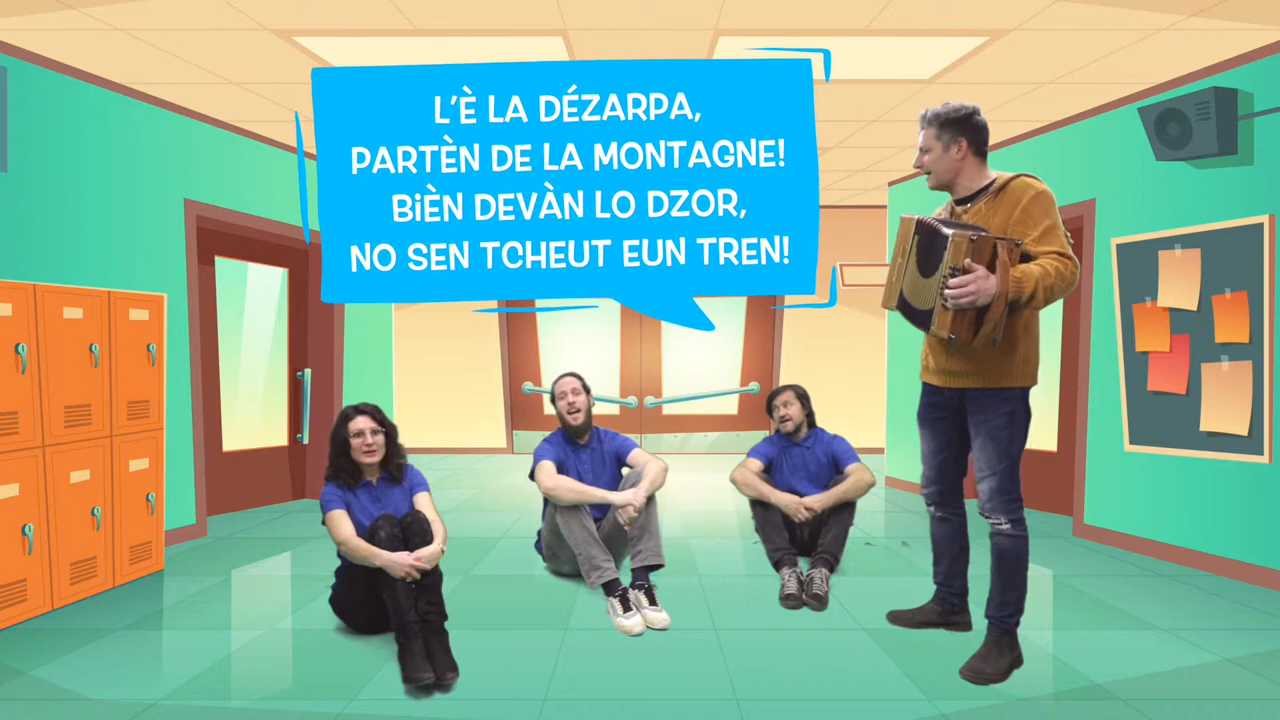 L'È LA DÉZARPA,
PARTÈN DE LA MONTAGNE!
BiÈN DEVÀN LO DZOR,
NO SEN TCHEUT EUN TREN!